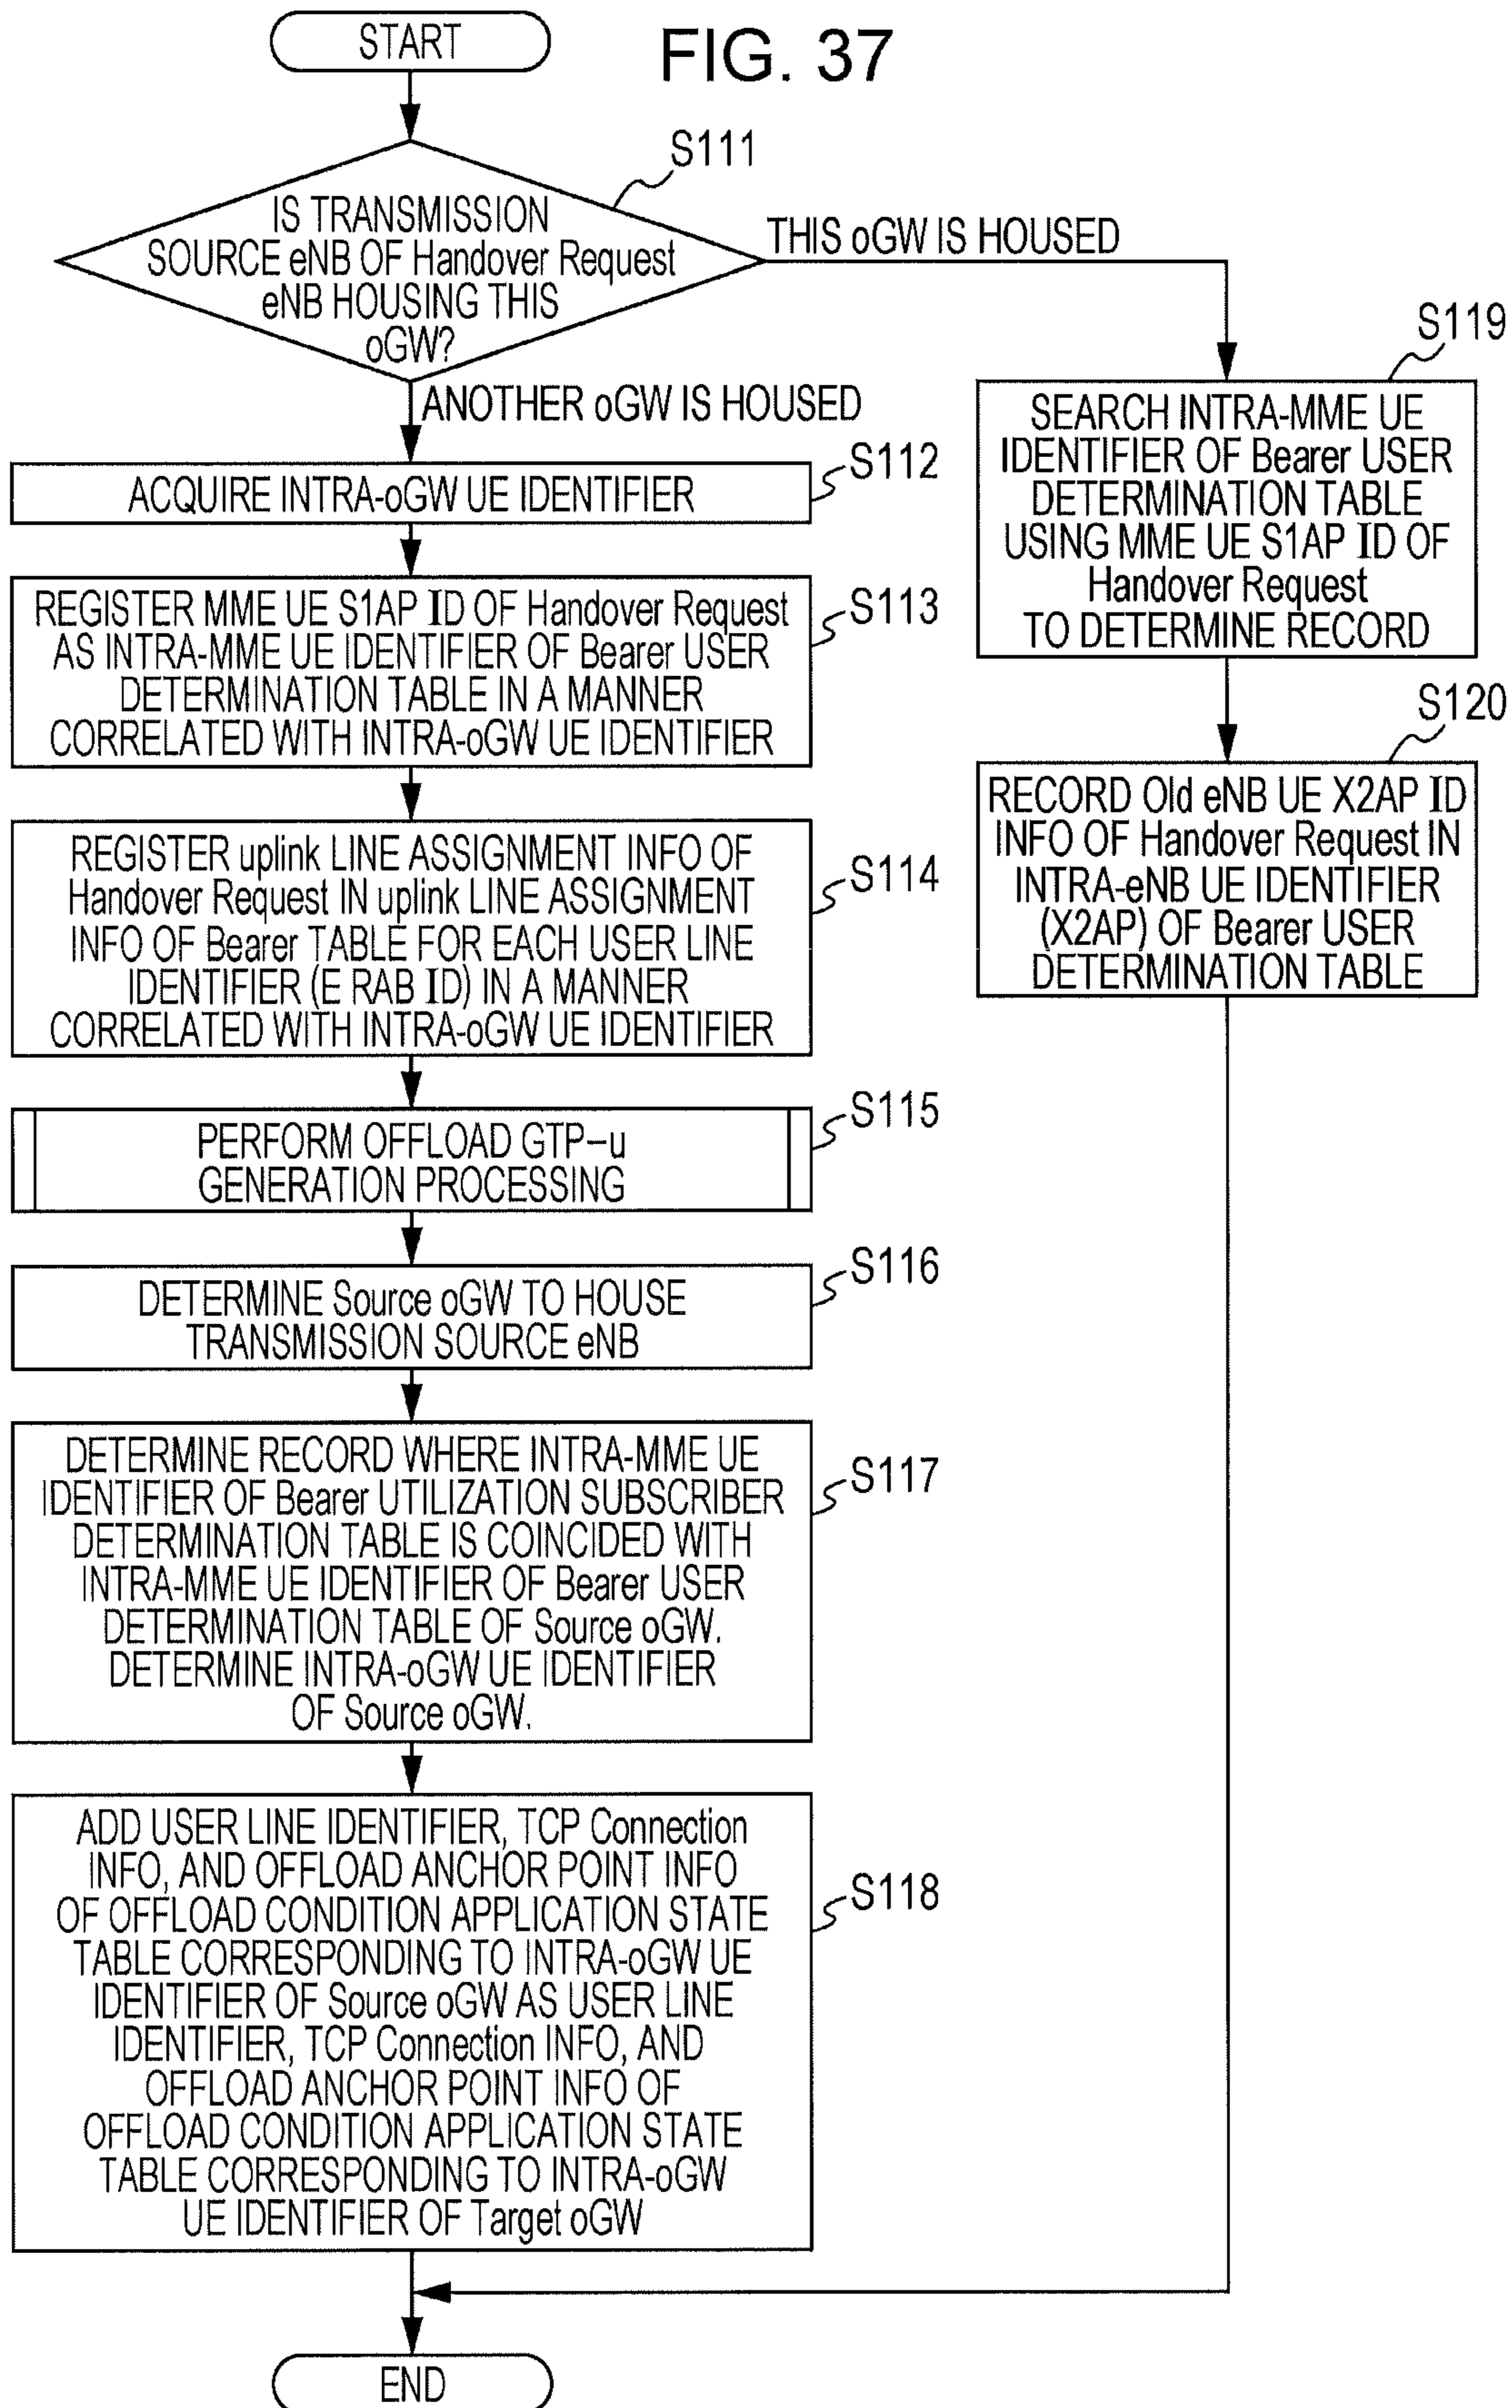 START
FIG. 37
S111
IS TRANSMISSION
SOURCE eNB OF Handover Request
eNB HOUSING THIS
oGW?
THIS oGW IS HOUSED
ANOTHER oGW IS HOUSED
S112
ACQUIRE INTRA-oGW UE IDENTIFIER
S113
REGISTER MME UE S1AP ID OF Handover Request
AS INTRA-MME UE IDENTIFIER OF Bearer USER
DETERMINATION TABLE IN A MANNER
CORRELATED WITH INTRA-oGW UE IDENTIFIER
S114
REGISTER uplink LINE ASSIGNMENT INFO OF
Handover Request IN uplink LINE ASSIGNMENT
INFO OF Bearer TABLE FOR EACH USER LINE
IDENTIFIER (E RAB ID) IN A MANNER
CORRELATED WITH INTRA-oGW UE IDENTIFIER
S115
PERFORM OFFLOAD GTP-u
GENERATION PROCESSING
S116
DETERMINE Source oGW TO HOUSE
TRANSMISSION SOURCE eNB
S117
DETERMINE RECORD WHERE INTRA-MME UE
IDENTIFIER OF Bearer UTILIZATION SUBSCRIBER
DETERMINATION TABLE IS COINCIDED WITH
INTRA-MME UE IDENTIFIER OF Bearer USER
DETERMINATION TABLE OF Source oGW.
DETERMINE INTRA-oGW UE IDENTIFIER
OF Source oGW.
S118
ADD USER LINE IDENTIFIER, TCP Connection
INFO, AND OFFLOAD ANCHOR POINT INFO
OF OFFLOAD CONDITION APPLICATION STATE
TABLE CORRESPONDING TO INTRA-oGW UE
IDENTIFIER OF Source oGW AS USER LINE
IDENTIFIER, TCP Connection INFO, AND
OFFLOAD ANCHOR POINT INFO OF
OFFLOAD CONDITION APPLICATION STATE
TABLE CORRESPONDING TO INTRA-oGW
UE IDENTIFIER OF Target oGW
S119
SEARCH INTRA-MME UE
IDENTIFIER OF Bearer USER
DETERMINATION TABLE
USING MME UE S1AP ID OF
Handover Request
TO DETERMINE RECORD
S120
RECORD Old eNB UE X2AP ID
INFO OF Handover Request IN
INTRA-eNB UE IDENTIFIER
(X2AP) OF Bearer USER
DETERMINATION TABLE
END